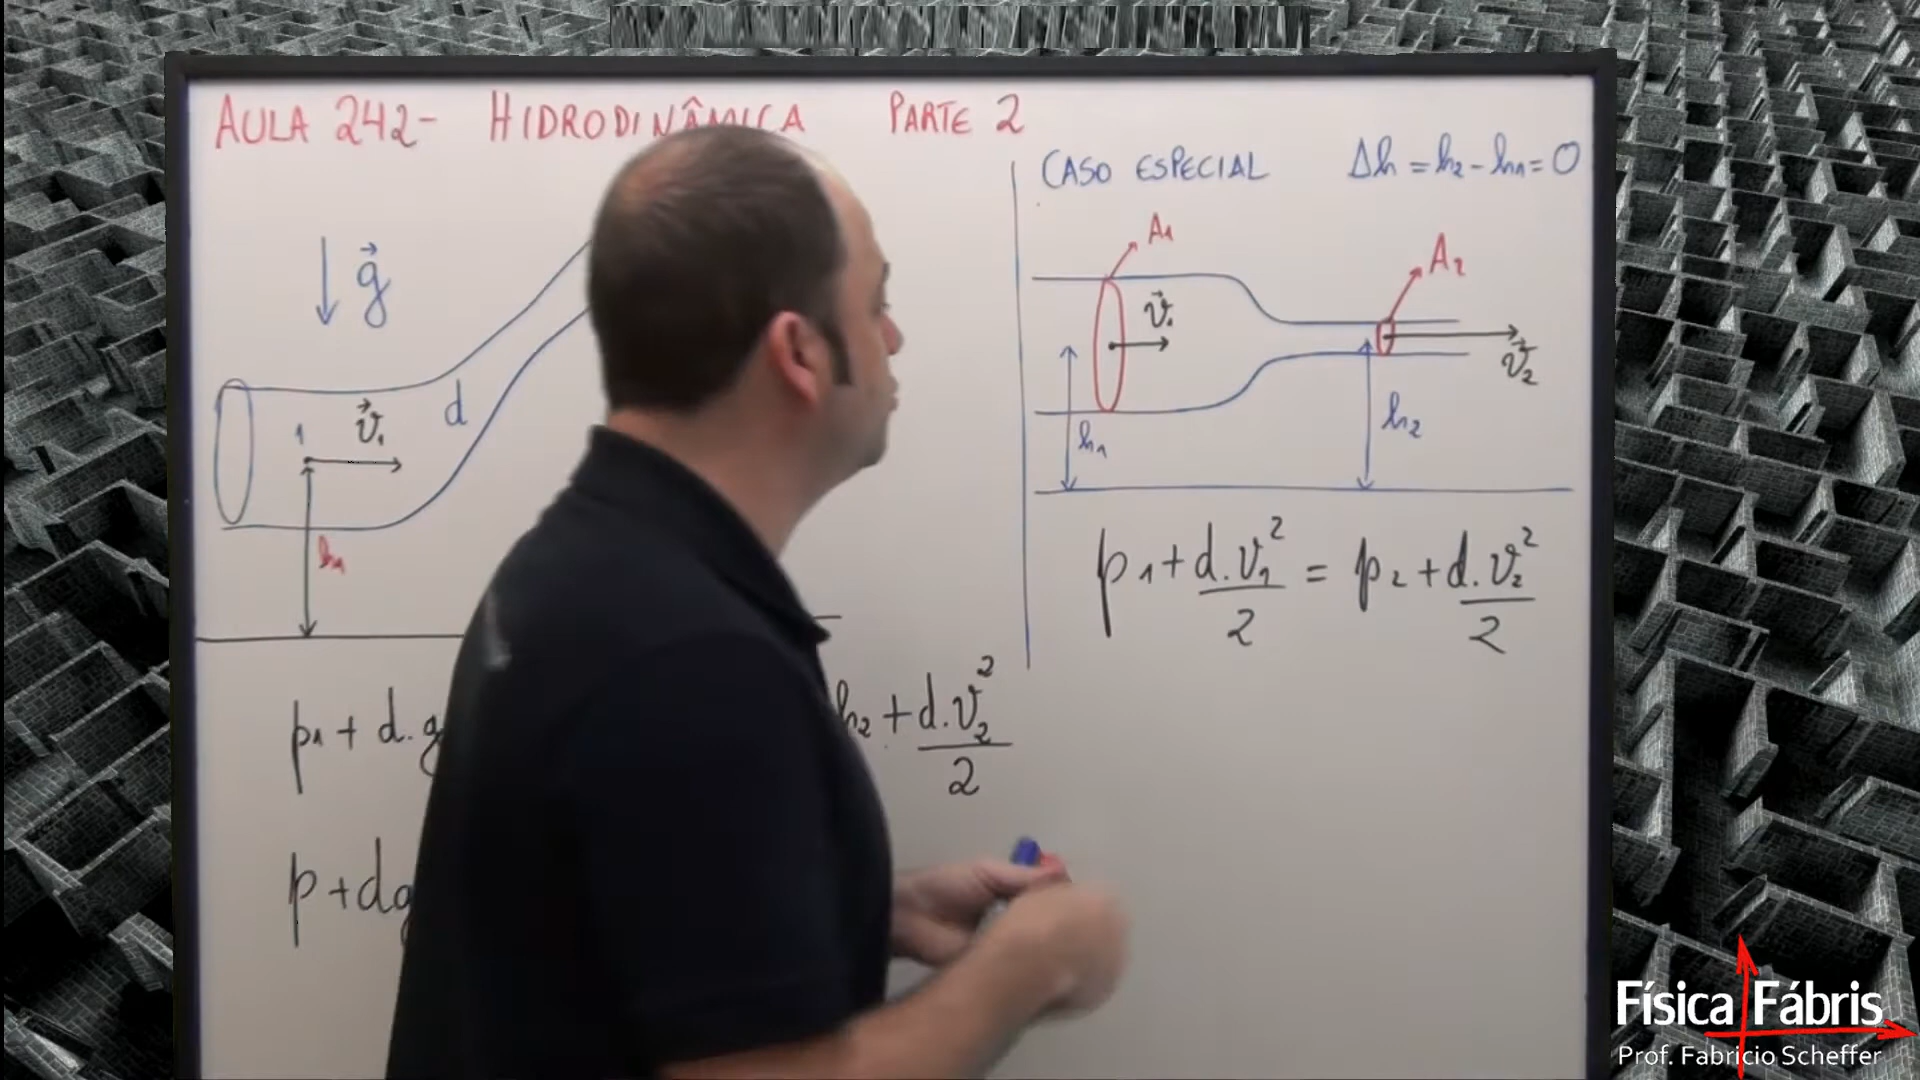 AULA 242- HIDRODINÂMICA PARTE 2
g
1
v₁
d
h₁
p₁ + d.g
h₂ + d.v₂²/2
p+dg
CASO ESPECIAL Δh = h₂ - h₁ = 0
A₁
A₂
v₁
v₂
h₁
h₂
p₁ + d.v₁²/2 = p₂ + d.v₂²/2
Física Fábris
Prof. Fabricio Scheffer